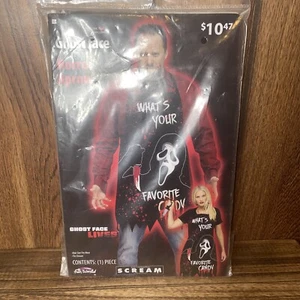 $10.47
Ghost Face
WHAT'S
YOUR
FAVORITE
CANDY
GHOST FACE
LIVES
CONTENTS: (1) PIECE
SCREAM
WHAT'S
YOUR
FAVORITE
CANDY